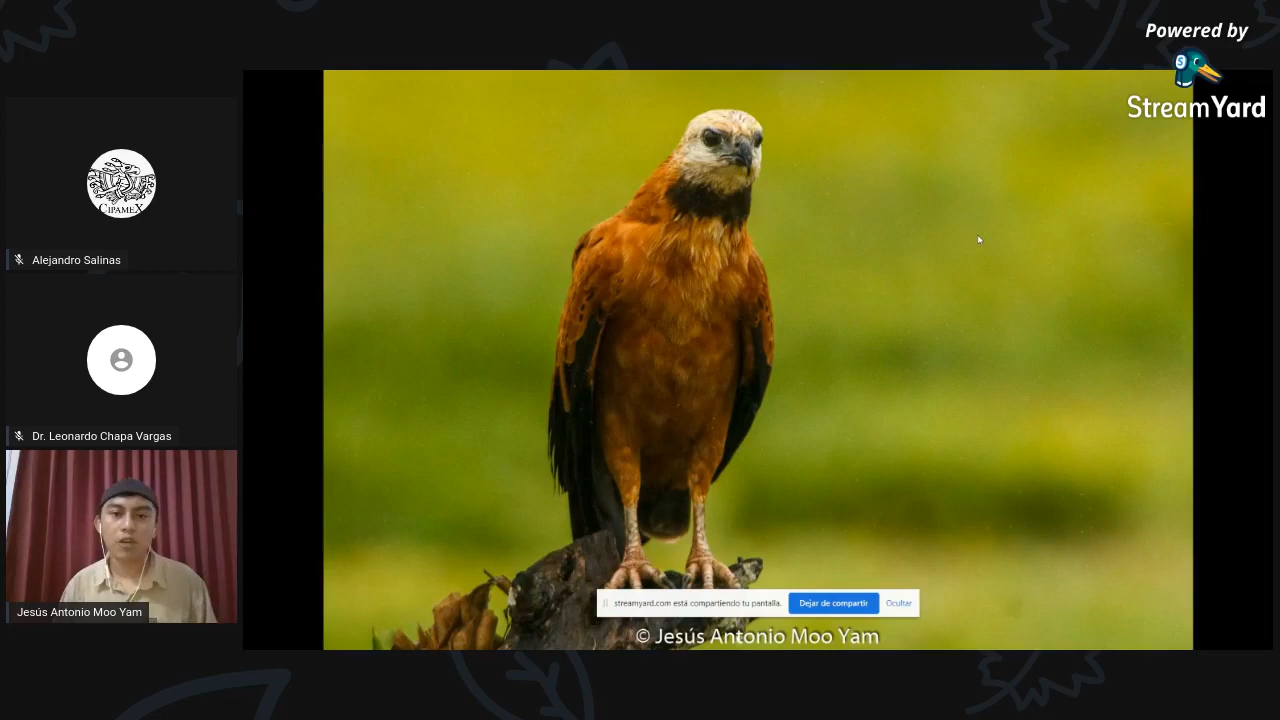 Powered by
S
StreamYard
CIPAMEX
Alejandro Salinas
Dr. Leonardo Chapa Vargas
Jesús Antonio Moo Yam
streamyard.com está compartiendo tu pantalla.
Dejar de compartir
Ocultar
© Jesús Antonio Moo Yam